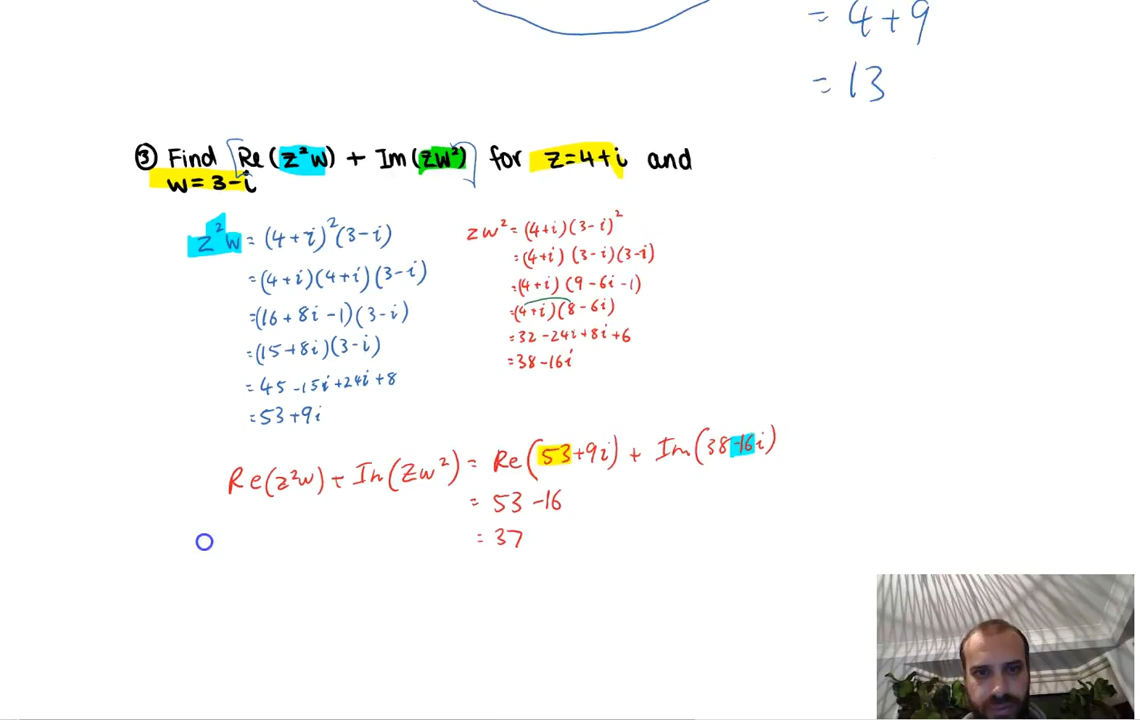 = 4 + 9
= 13
③ Find Re (z²w) + Im (zw²) for z=4+i and
w = 3-i
z²w = (4+i)²(3-i)
= (4+i)(4+i)(3-i)
= (16 + 8i - 1)(3-i)
= (15+8i)(3-i)
= 45 -15i+24i+8
= 53+9i
zw² = (4+i)(3-i)²
= (4+i) (3-i)(3-i)
= (4+i) (9-6i-1)
= (4+i)(8-6i)
= 32 -24i+8i+6
= 38-16i
Re(z²w) + Im(zw²) = Re(53+9i) + Im(38-16i)
= 53 -16
= 37